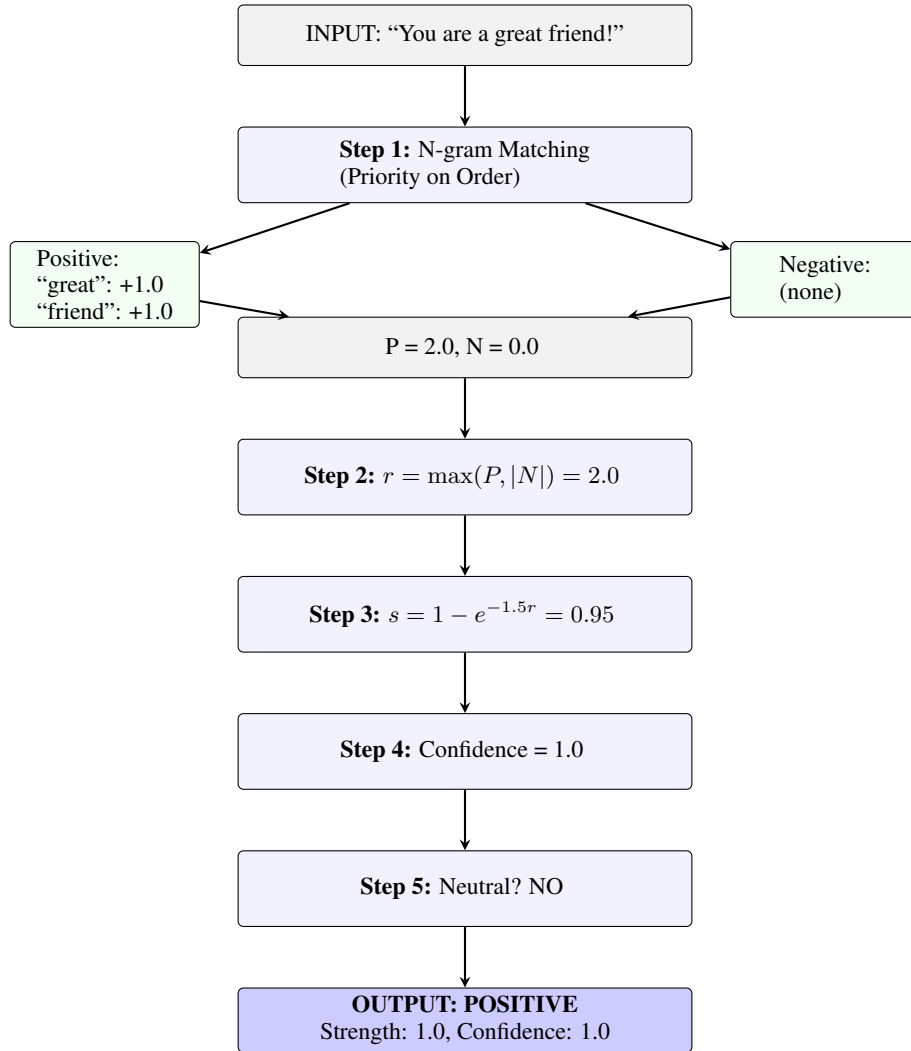 INPUT: “You are a great friend!”
Step 1: N-gram Matching
(Priority on Order)
Positive:
“great”: +1.0
“friend”: +1.0
Negative:
(none)
P = 2.0, N = 0.0
Step 2: r = max(P, |N|) = 2.0
Step 3: s = 1 − e^{−1.5r} = 0.95
Step 4: Confidence = 1.0
Step 5: Neutral? NO
OUTPUT: POSITIVE
Strength: 1.0, Confidence: 1.0